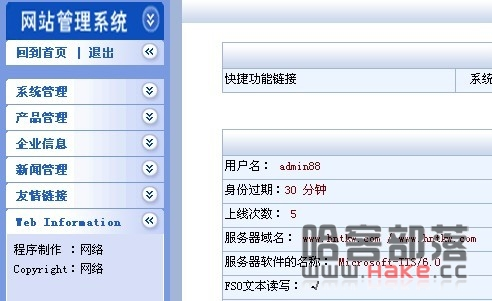 网站管理系统
回到首页 | 退出
系统管理
产品管理
企业信息
新闻管理
友情链接
Web Information
程序制作 : 网络
Copyright: 网络
快捷功能链接 系统
用户名: admin88
身份过期: 30 分钟
上线次数: 5
服务器域名: www.hntkw.com / www.hntkw.com
服务器软件的名称: Microsoft-IIS/6.0
FSO文本读写: √
哈客部落
www.Hake.cc